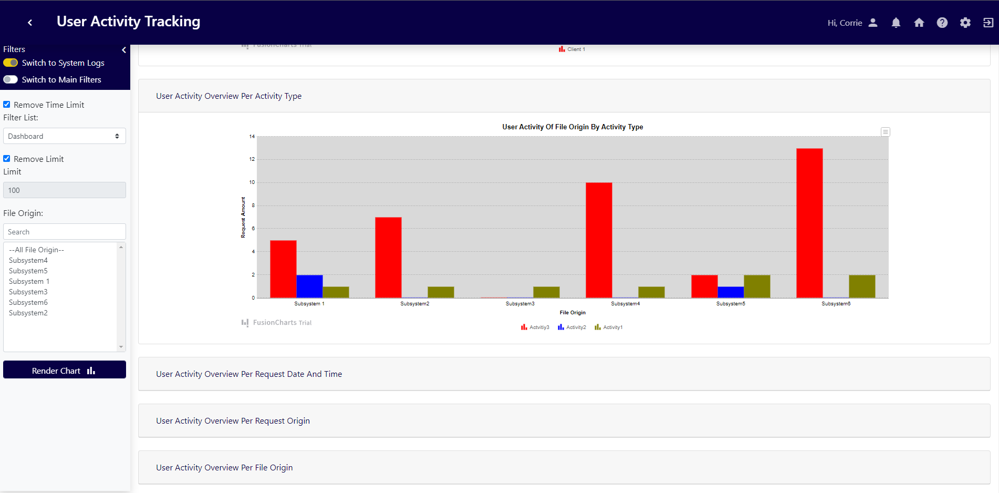 User Activity Tracking
Hi, Corrie
Filters
Switch to System Logs
Switch to Main Filters
Remove Time Limit
Filter List:
Dashboard
Remove Limit
Limit
100
File Origin:
Search
--All File Origin--
Subsystem4
Subsystem5
Subsystem 1
Subsystem3
Subsystem6
Subsystem2
Render Chart
FusionCharts Trial
Client 1
User Activity Overview Per Activity Type
User Activity Of File Origin By Activity Type
Request Amount
14
12
10
8
6
4
2
0
Subsystem 1
Subsystem2
Subsystem3
Subsystem4
Subsystem5
Subsystem6
File Origin
FusionCharts Trial
Actvitiy3
Activity2
Activity1
User Activity Overview Per Request Date And Time
User Activity Overview Per Request Origin
User Activity Overview Per File Origin